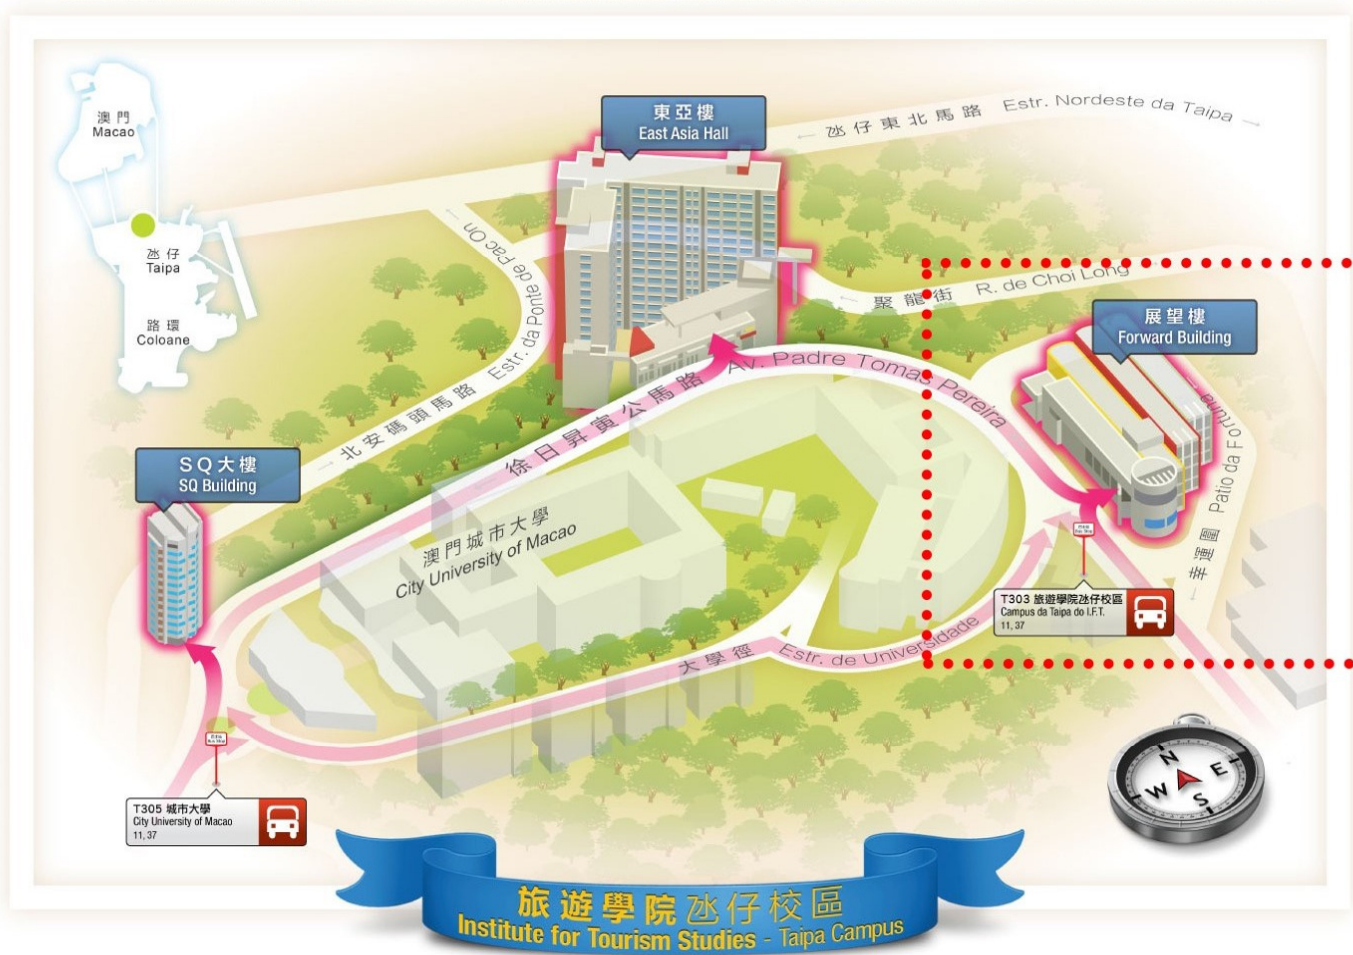 澳門
Macao
氹仔
Taipa
路環
Coloane
東亞樓
East Asia Hall
← 氹仔東北馬路 Estr. Nordeste da Taipa →
← 北安碼頭馬路 Estr. da Ponte de Pac On
← 聚龍街 R. de Choi Long →
展望樓
Forward Building
徐日昇寅公馬路 Av. Padre Tomas Pereira
← 幸運圍 Patio da Fortuna →
SQ大樓
SQ Building
澳門城市大學
City University of Macao
T303 旅遊學院氹仔校區
Campus da Taipa do I.F.T.
11, 37
大學徑 Estr. de Universidade
T305 城市大學
City University of Macao
11, 37
N
W E
S
旅遊學院氹仔校區
Institute for Tourism Studies - Taipa Campus